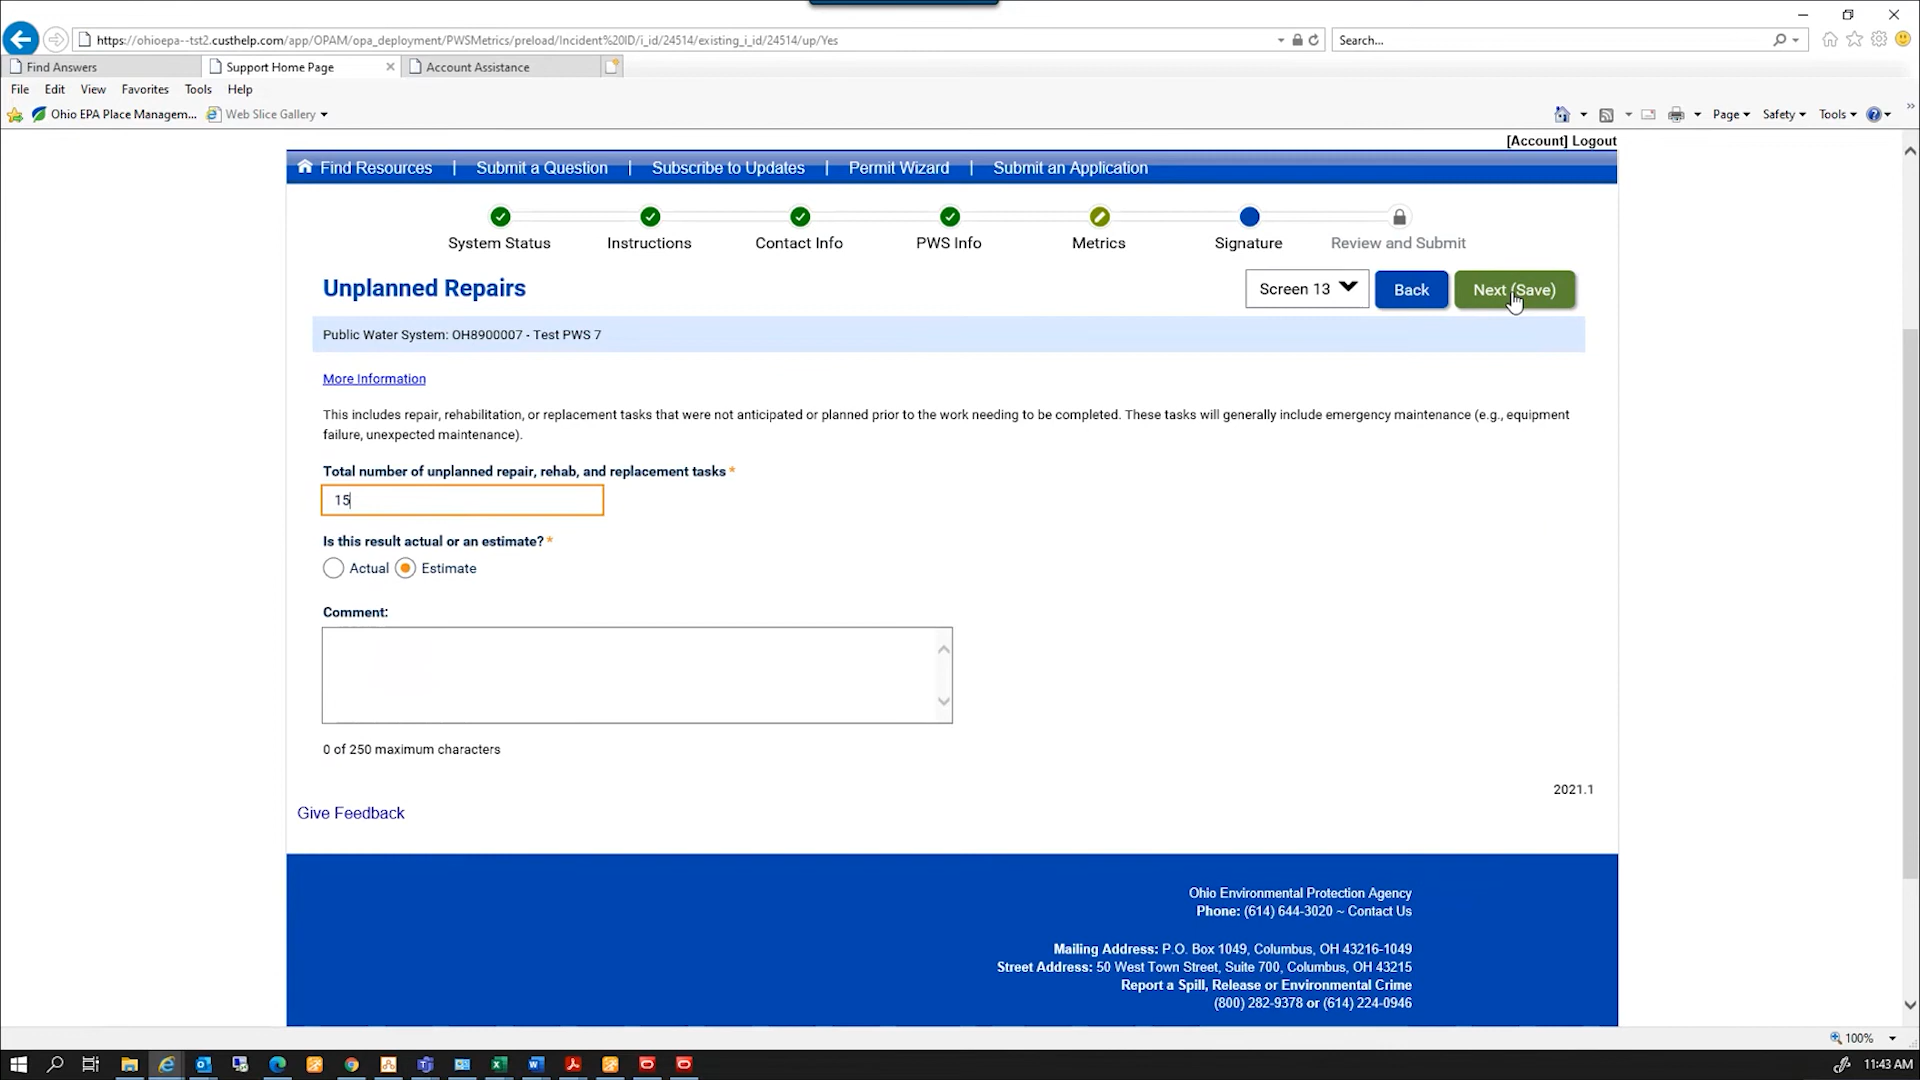 https://ohioepa--tst2.custhelp.com/app/OPAM/opa_deployment/PWSMetrics/preload/Incident%20ID/i_id/24514/existing_i_id/24514/up/Yes
Search...
Find Answers
Support Home Page
Account Assistance
File Edit View Favorites Tools Help
Ohio EPA Place Managem... Web Slice Gallery
Page Safety Tools
[Account] Logout
Find Resources | Submit a Question | Subscribe to Updates | Permit Wizard | Submit an Application
System Status Instructions Contact Info PWS Info Metrics Signature Review and Submit
Unplanned Repairs
Screen 13 Back Next (Save)
Public Water System: OH8900007 - Test PWS 7
More Information
This includes repair, rehabilitation, or replacement tasks that were not anticipated or planned prior to the work needing to be completed. These tasks will generally include emergency maintenance (e.g., equipment
failure, unexpected maintenance).
Total number of unplanned repair, rehab, and replacement tasks *
15
Is this result actual or an estimate? *
Actual Estimate
Comment:
0 of 250 maximum characters
2021.1
Give Feedback
Ohio Environmental Protection Agency
Phone: (614) 644-3020 ~ Contact Us
Mailing Address: P.O. Box 1049, Columbus, OH 43216-1049
Street Address: 50 West Town Street, Suite 700, Columbus, OH 43215
Report a Spill, Release or Environmental Crime
(800) 282-9378 or (614) 224-0946
100%
11:43 AM